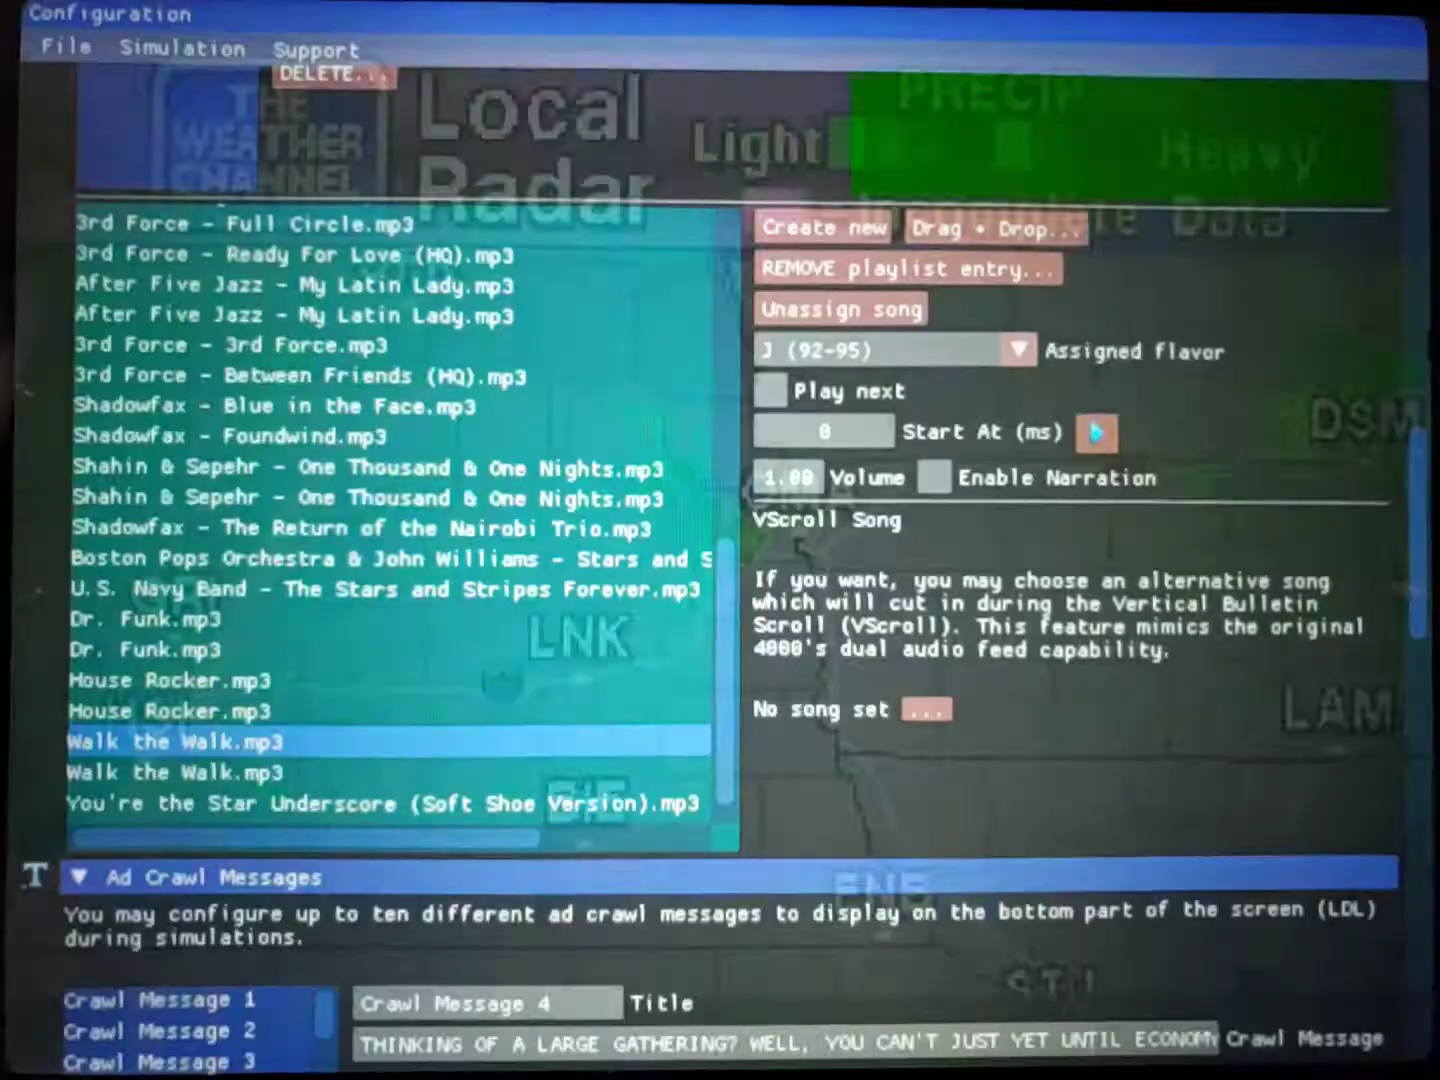 Configuration
File Simulation Support
DELETE...
THE
WEATHER
CHANNEL
Local
Radar
PRECIP
Light Heavy
Incomplete Data
3rd Force - Full Circle.mp3
3rd Force - Ready For Love (HQ).mp3
After Five Jazz - My Latin Lady.mp3
After Five Jazz - My Latin Lady.mp3
3rd Force - 3rd Force.mp3
3rd Force - Between Friends (HQ).mp3
Shadowfax - Blue in the Face.mp3
Shadowfax - Foundwind.mp3
Shahin & Sepehr - One Thousand & One Nights.mp3
Shahin & Sepehr - One Thousand & One Nights.mp3
Shadowfax - The Return of the Nairobi Trio.mp3
Boston Pops Orchestra & John Williams - Stars and S
U.S. Navy Band - The Stars and Stripes Forever.mp3
Dr. Funk.mp3
Dr. Funk.mp3
House Rocker.mp3
House Rocker.mp3
Walk the Walk.mp3
Walk the Walk.mp3
You're the Star Underscore (Soft Shoe Version).mp3
Create new Drag + Drop...
REMOVE playlist entry...
Unassign song
J (92-95) Assigned flavor
Play next
0 Start At (ms)
1.00 Volume Enable Narration
VScroll Song
If you want, you may choose an alternative song
which will cut in during the Vertical Bulletin
Scroll (VScroll). This feature mimics the original
4000's dual audio feed capability.
No song set ...
DSM
LNK
LAM
T
Ad Crawl Messages
You may configure up to ten different ad crawl messages to display on the bottom part of the screen (LDL)
during simulations.
Crawl Message 1
Crawl Message 2
Crawl Message 3
Crawl Message 4 Title
THINKING OF A LARGE GATHERING? WELL, YOU CAN'T JUST YET UNTIL ECONOMY Crawl Message